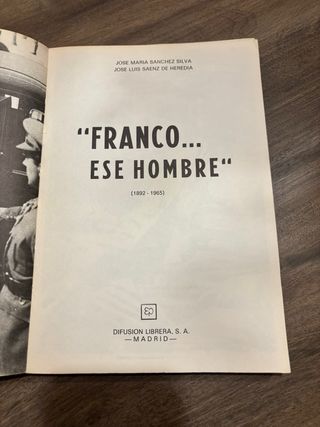 JOSE MARIA SANCHEZ SILVA
JOSE LUIS SAENZ DE HEREDIA
"FRANCO...
ESE HOMBRE"
(1892 - 1965)
DIFUSION LIBRERA, S. A.
—MADRID—